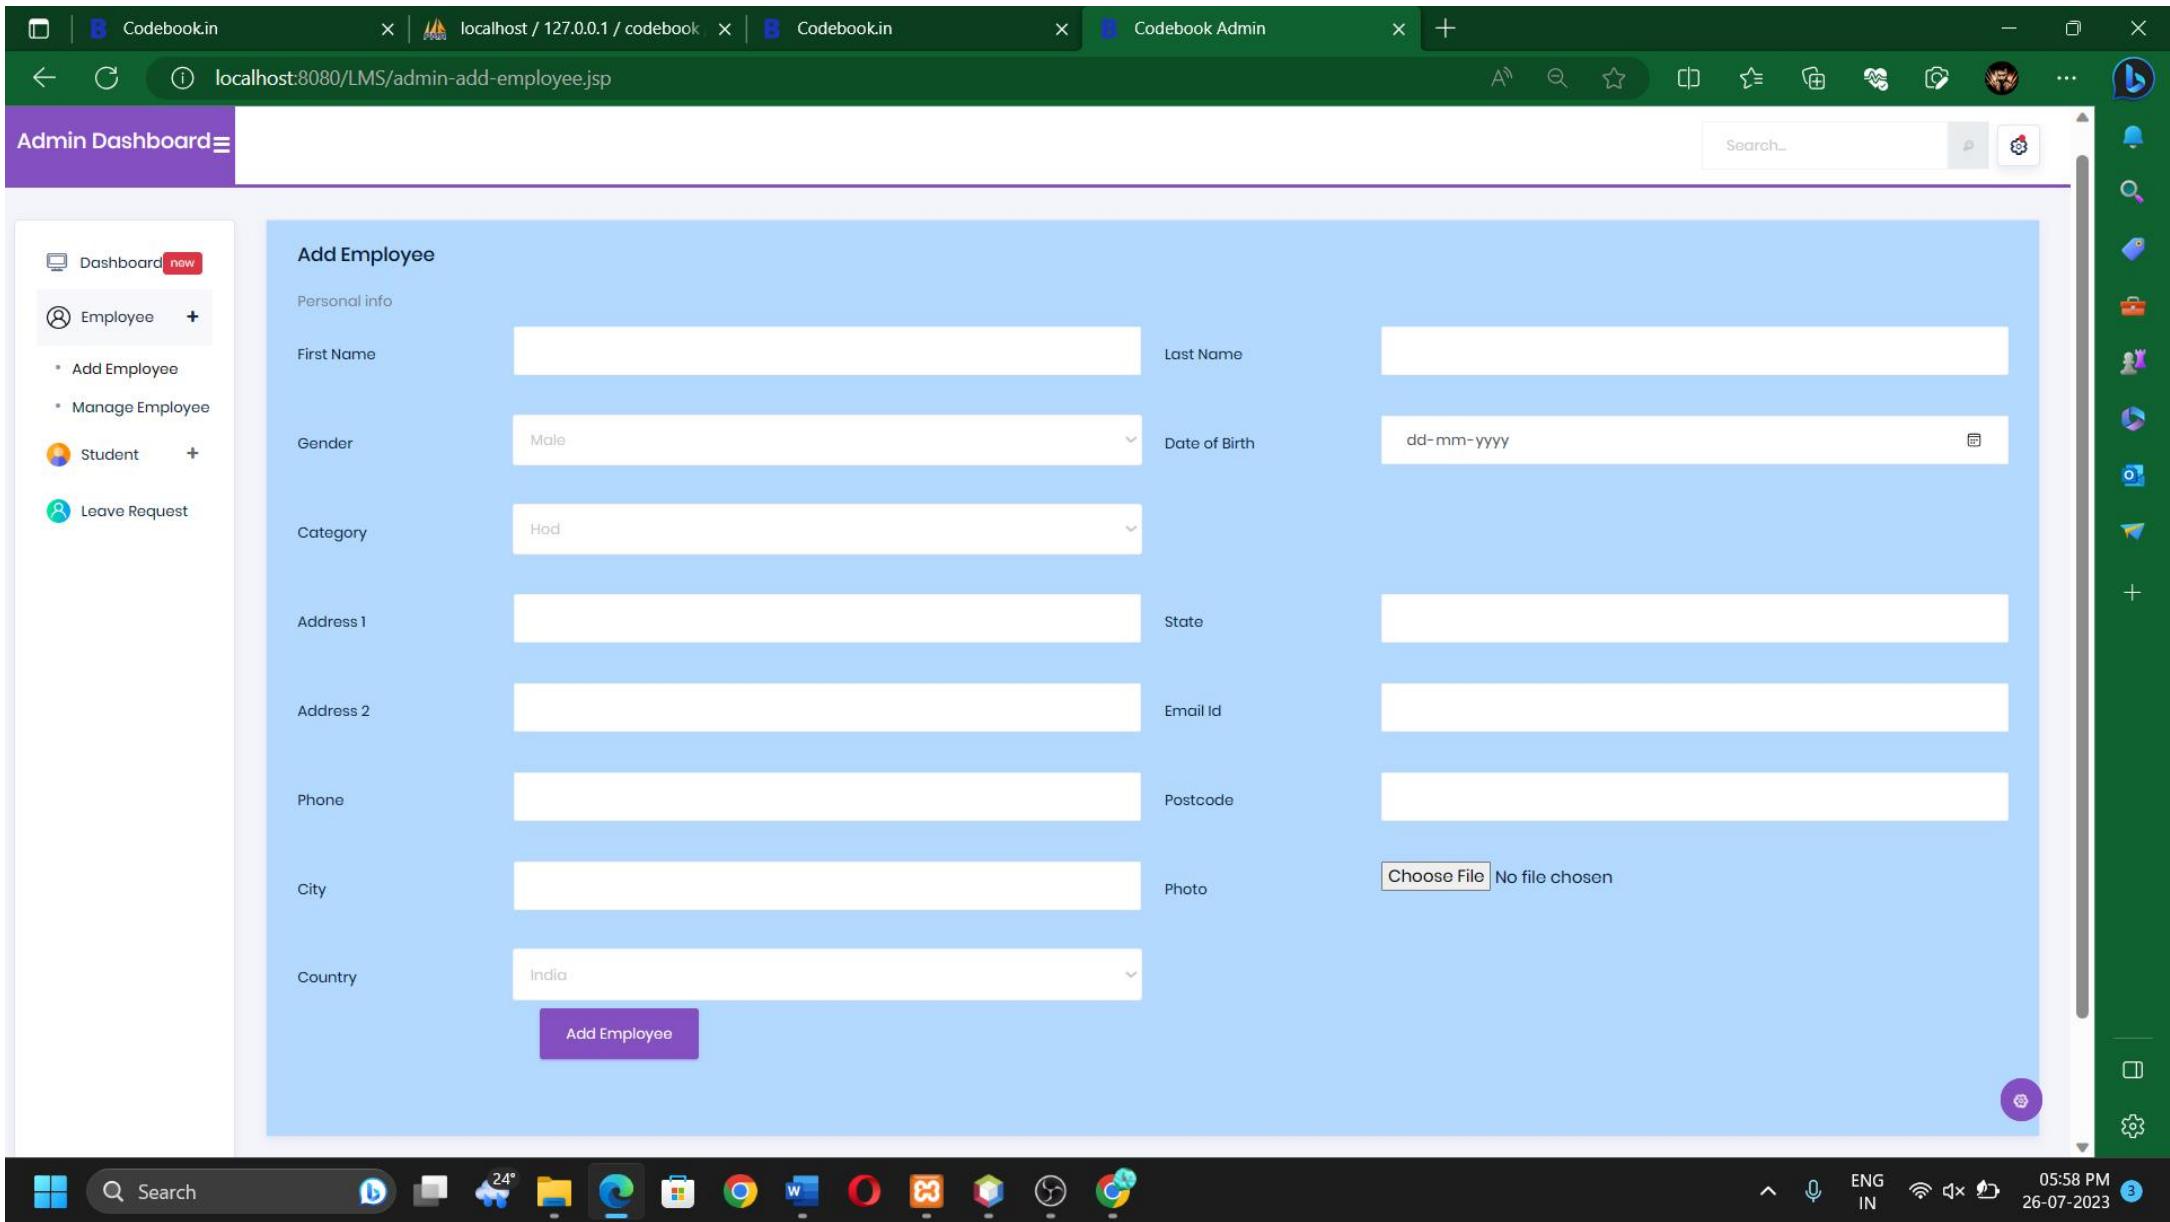 Codebook.in
localhost / 127.0.0.1 / codebook
Codebook.in
Codebook Admin
localhost:8080/LMS/admin-add-employee.jsp
Admin Dashboard
Search...
Dashboard new
Employee
Add Employee
Manage Employee
Student
Leave Request
Add Employee
Personal info
First Name
Last Name
Gender Male
Date of Birth dd-mm-yyyy
Category Hod
Address 1
State
Address 2
Email Id
Phone
Postcode
City
Photo Choose File No file chosen
Country India
Add Employee
Search
24°
ENG
IN
05:58 PM
26-07-2023
3